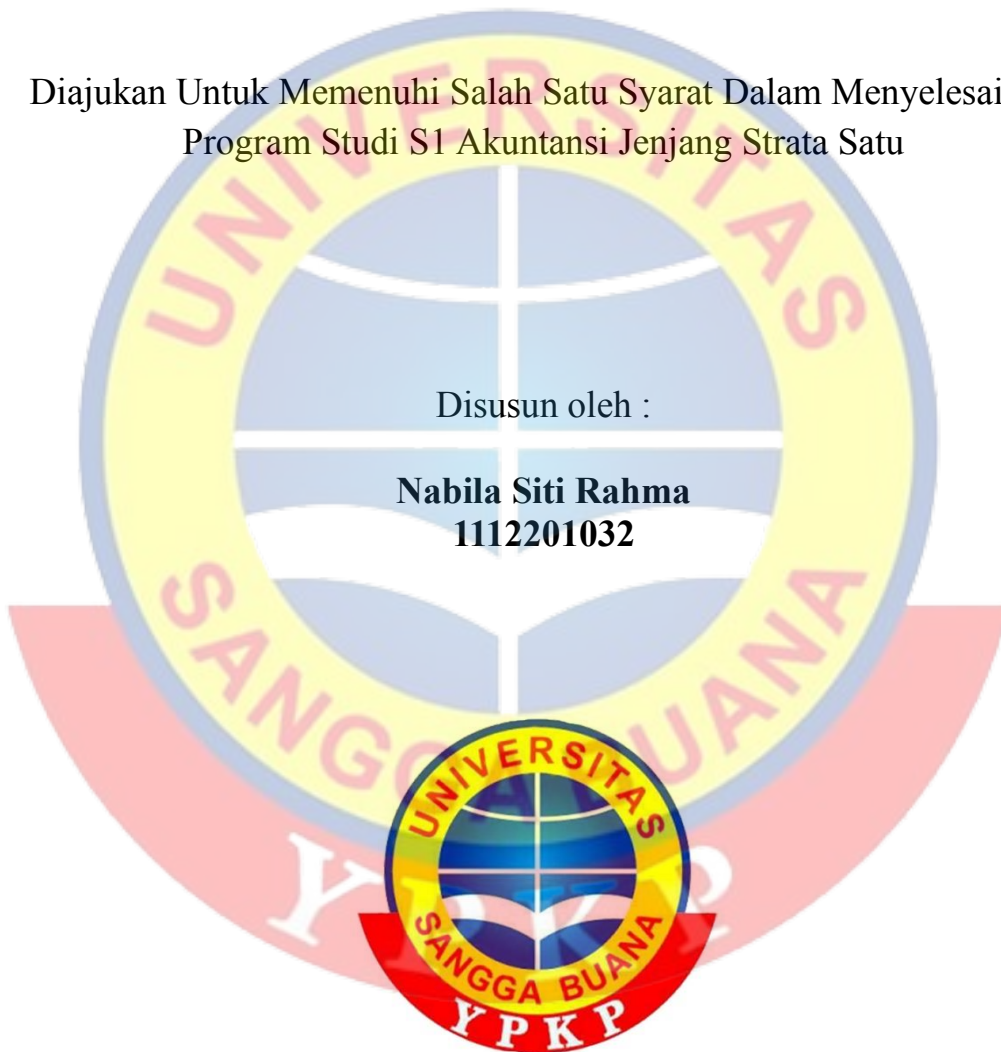 Diajukan Untuk Memenuhi Salah Satu Syarat Dalam Menyelesai
Program Studi S1 Akuntansi Jenjang Strata Satu
UNIVERSITAS
Disusun oleh :
Nabila Siti Rahma
1112201032
SANGGA BUANA
YPKP
UNIVERSITAS
SANGGA BUANA
YPKP